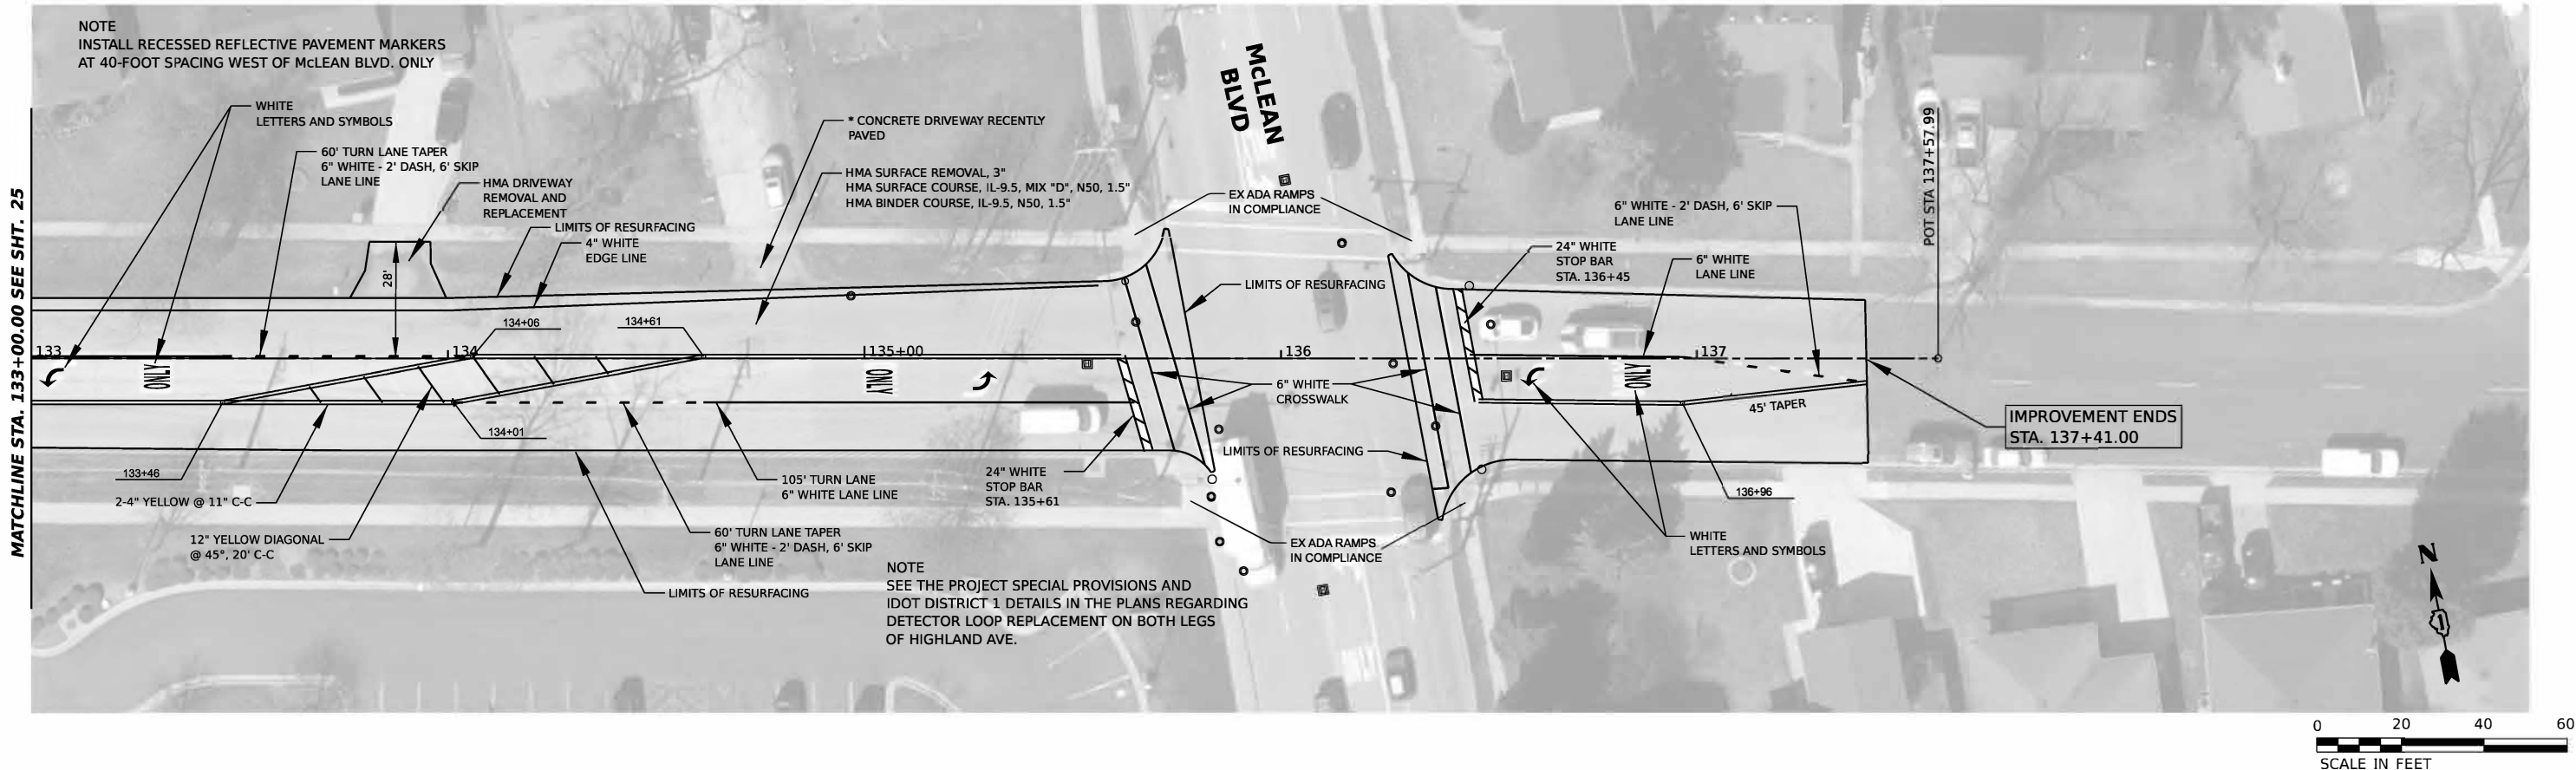 NOTE
INSTALL RECESSED REFLECTIVE PAVEMENT MARKERS
AT 40-FOOT SPACING WEST OF McLEAN BLVD. ONLY
MATCHLINE STA. 133+00.00 SEE SHT. 25
WHITE
LETTERS AND SYMBOLS
60' TURN LANE TAPER
6" WHITE - 2' DASH, 6' SKIP
LANE LINE
HMA DRIVEWAY
REMOVAL AND
REPLACEMENT
LIMITS OF RESURFACING
4" WHITE
EDGE LINE
28'
* CONCRETE DRIVEWAY RECENTLY
PAVED
HMA SURFACE REMOVAL, 3"
HMA SURFACE COURSE, IL-9.5, MIX "D", N50, 1.5"
HMA BINDER COURSE, IL-9.5, N50, 1.5"
McLEAN
BLVD
EX ADA RAMPS
IN COMPLIANCE
LIMITS OF RESURFACING
24" WHITE
STOP BAR
STA. 136+45
6" WHITE - 2' DASH, 6' SKIP
LANE LINE
6" WHITE
LANE LINE
POT STA 137+57.99
133
134
135+00
136
137
134+06
134+61
ONLY
ONLY
ONLY
6" WHITE
CROSSWALK
45' TAPER
IMPROVEMENT ENDS
STA. 137+41.00
134+01
133+46
2-4" YELLOW @ 11" C-C
12" YELLOW DIAGONAL
@ 45°, 20' C-C
105' TURN LANE
6" WHITE LANE LINE
60' TURN LANE TAPER
6" WHITE - 2' DASH, 6' SKIP
LANE LINE
LIMITS OF RESURFACING
24" WHITE
STOP BAR
STA. 135+61
LIMITS OF RESURFACING
EX ADA RAMPS
IN COMPLIANCE
136+96
WHITE
LETTERS AND SYMBOLS
NOTE
SEE THE PROJECT SPECIAL PROVISIONS AND
IDOT DISTRICT 1 DETAILS IN THE PLANS REGARDING
DETECTOR LOOP REPLACEMENT ON BOTH LEGS
OF HIGHLAND AVE.
N
1
0 20 40 60
SCALE IN FEET